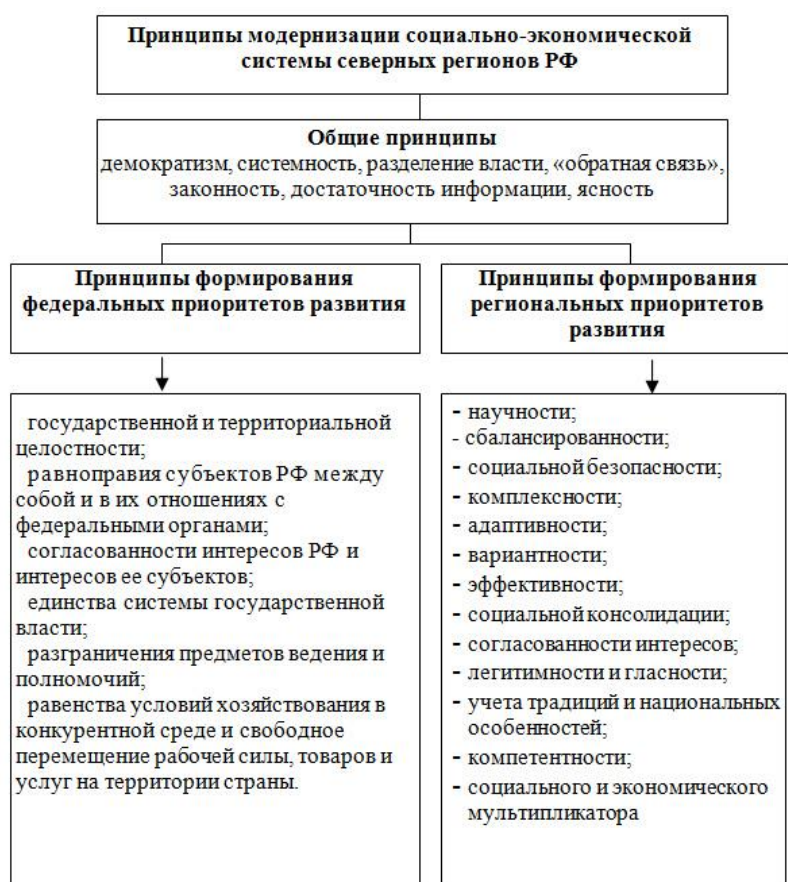 Принципы модернизации социально-экономической
системы северных регионов РФ
Общие принципы
демократизм, системность, разделение власти, «обратная связь»,
законность, достаточность информации, ясность
Принципы формирования
федеральных приоритетов развития
Принципы формирования
региональных приоритетов
развития
государственной и территориальной
целостности;
равноправия субъектов РФ между
собой и в их отношениях с
федеральными органами;
согласованности интересов РФ и
интересов ее субъектов;
единства системы государственной
власти;
разграничения предметов ведения и
полномочий;
равенства условий хозяйствования в
конкурентной среде и свободное
перемещение рабочей силы, товаров и
услуг на территории страны.
- научности;
- сбалансированности;
- социальной безопасности;
- комплексности;
- адаптивности;
- вариантности;
- эффективности;
- социальной консолидации;
- согласованности интересов;
- легитимности и гласности;
- учета традиций и национальных
особенностей;
- компетентности;
- социального и экономического
мультипликатора